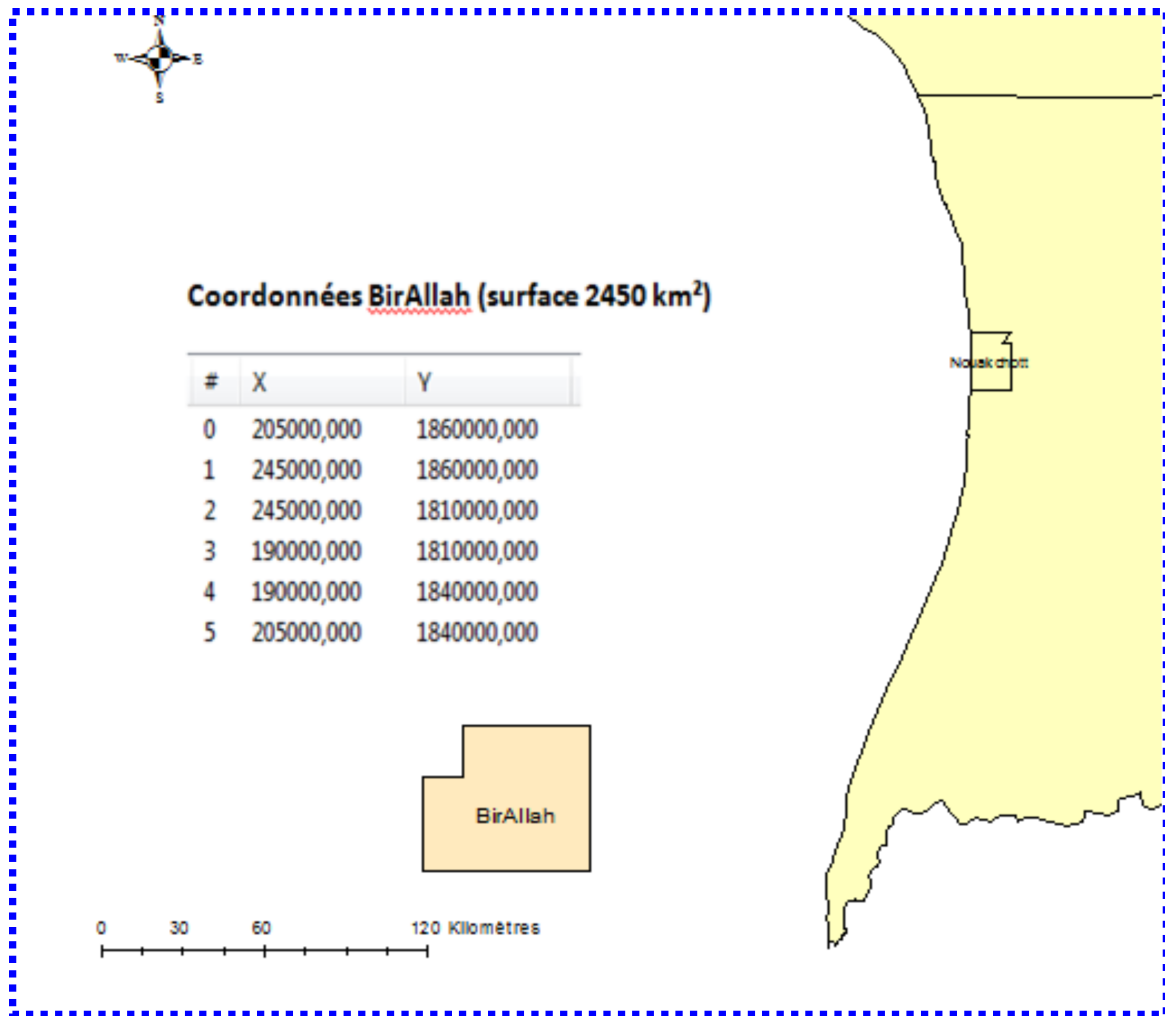 N
W E
S
Coordonnées BirAllah (surface 2450 km²)
# X Y
0 205000,000 1860000,000
1 245000,000 1860000,000
2 245000,000 1810000,000
3 190000,000 1810000,000
4 190000,000 1840000,000
5 205000,000 1840000,000
Nouakchott
BirAllah
0 30 60 120 Kilomètres